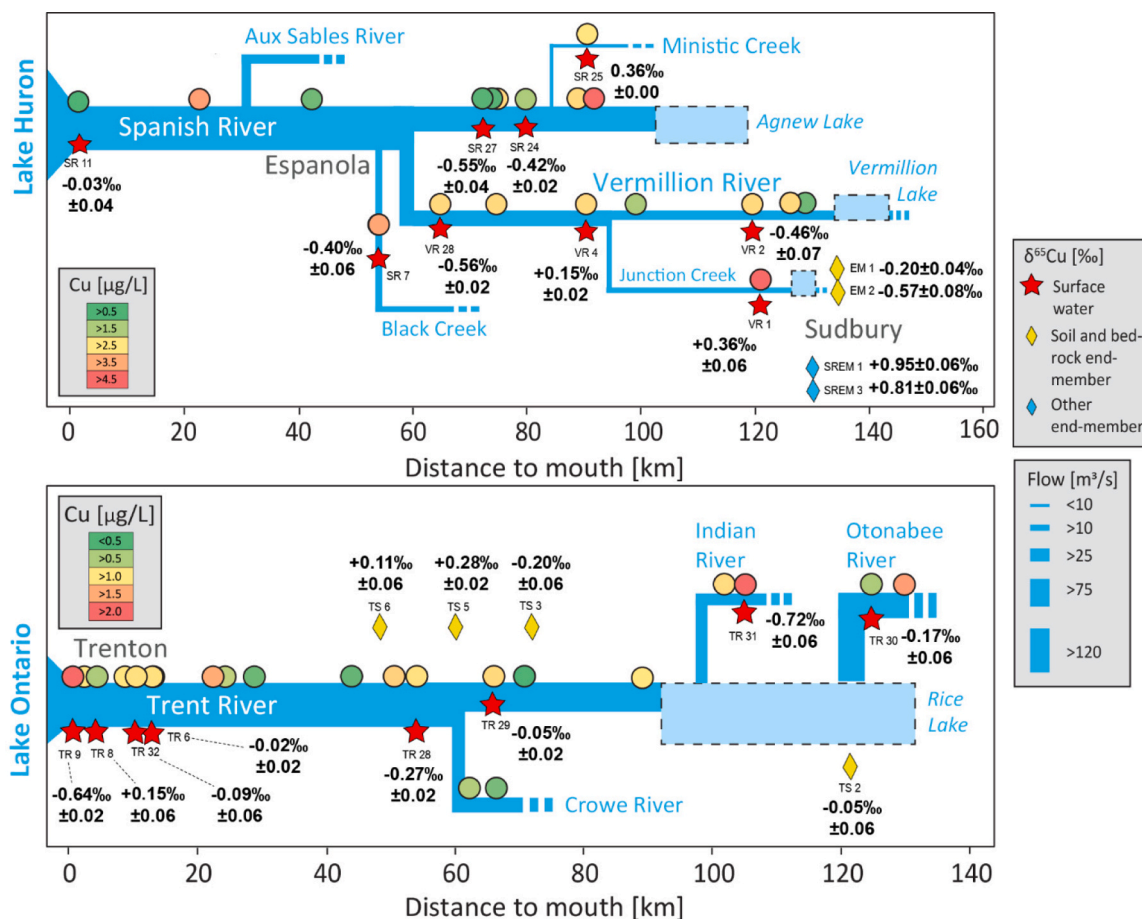 Lake Huron
Aux Sables River
Ministic Creek
SR 25
0.36‰
±0.00
Spanish River
Agnew Lake
SR 11
-0.03‰
±0.04
Espanola
SR 27
-0.55‰
±0.04
SR 24
-0.42‰
±0.02
Vermillion River
Vermillion
Lake
-0.40‰
±0.06
SR 7
VR 28
-0.56‰
±0.02
VR 4
+0.15‰
±0.02
VR 2
-0.46‰
±0.07
Junction Creek
EM 1 -0.20±0.04‰
EM 2 -0.57±0.08‰
Black Creek
VR 1
+0.36‰
±0.06
Sudbury
SREM 1 +0.95±0.06‰
SREM 3 +0.81±0.06‰
Cu [µg/L]
>0.5
>1.5
>2.5
>3.5
>4.5
0 20 40 60 80 100 120 140 160
Distance to mouth [km]
δ⁶⁵Cu [‰]
Surface
water
Soil and bed-
rock end-
member
Other
end-member
Flow [m³/s]
<10
>10
>25
>75
>120
Lake Ontario
Cu [µg/L]
<0.5
>0.5
>1.0
>1.5
>2.0
+0.11‰
±0.06
TS 6
+0.28‰
±0.02
TS 5
-0.20‰
±0.06
TS 3
Indian
River
Otonabee
River
TR 31
-0.72‰
±0.06
TR 30
-0.17‰
±0.06
Trenton
Trent River
Rice
Lake
TR 9
TR 8
TR 32
TR 6
-0.02‰
±0.02
-0.64‰
±0.02
+0.15‰
±0.06
-0.09‰
±0.06
TR 28
-0.27‰
±0.02
TR 29
-0.05‰
±0.02
Crowe River
TS 2
-0.05‰
±0.06
0 20 40 60 80 100 120 140
Distance to mouth [km]